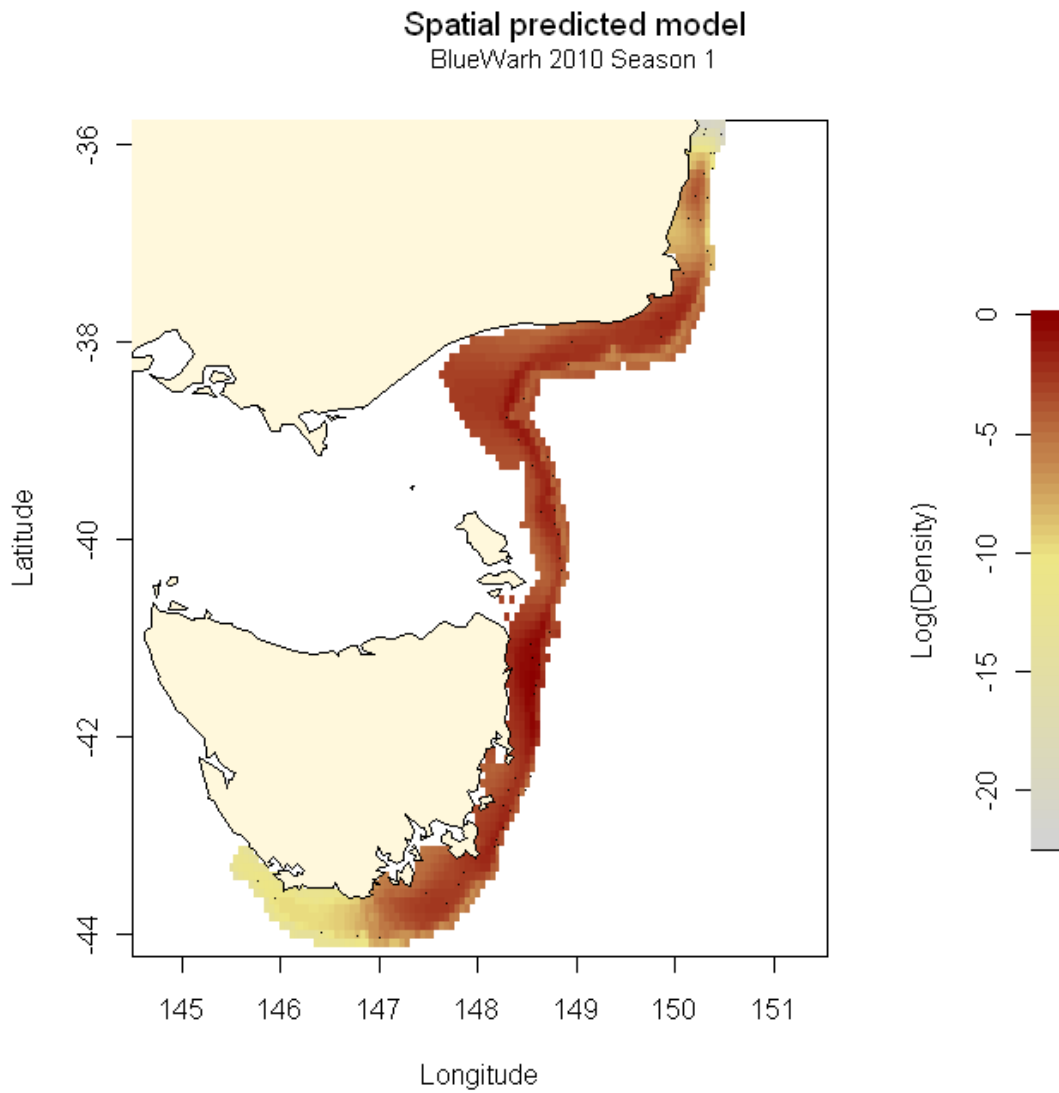 Spatial predicted model
BlueWarh 2010 Season 1
Latitude
-36
-38
-40
-42
-44
145 146 147 148 149 150 151
Longitude
Log(Density)
0
-5
-10
-15
-20